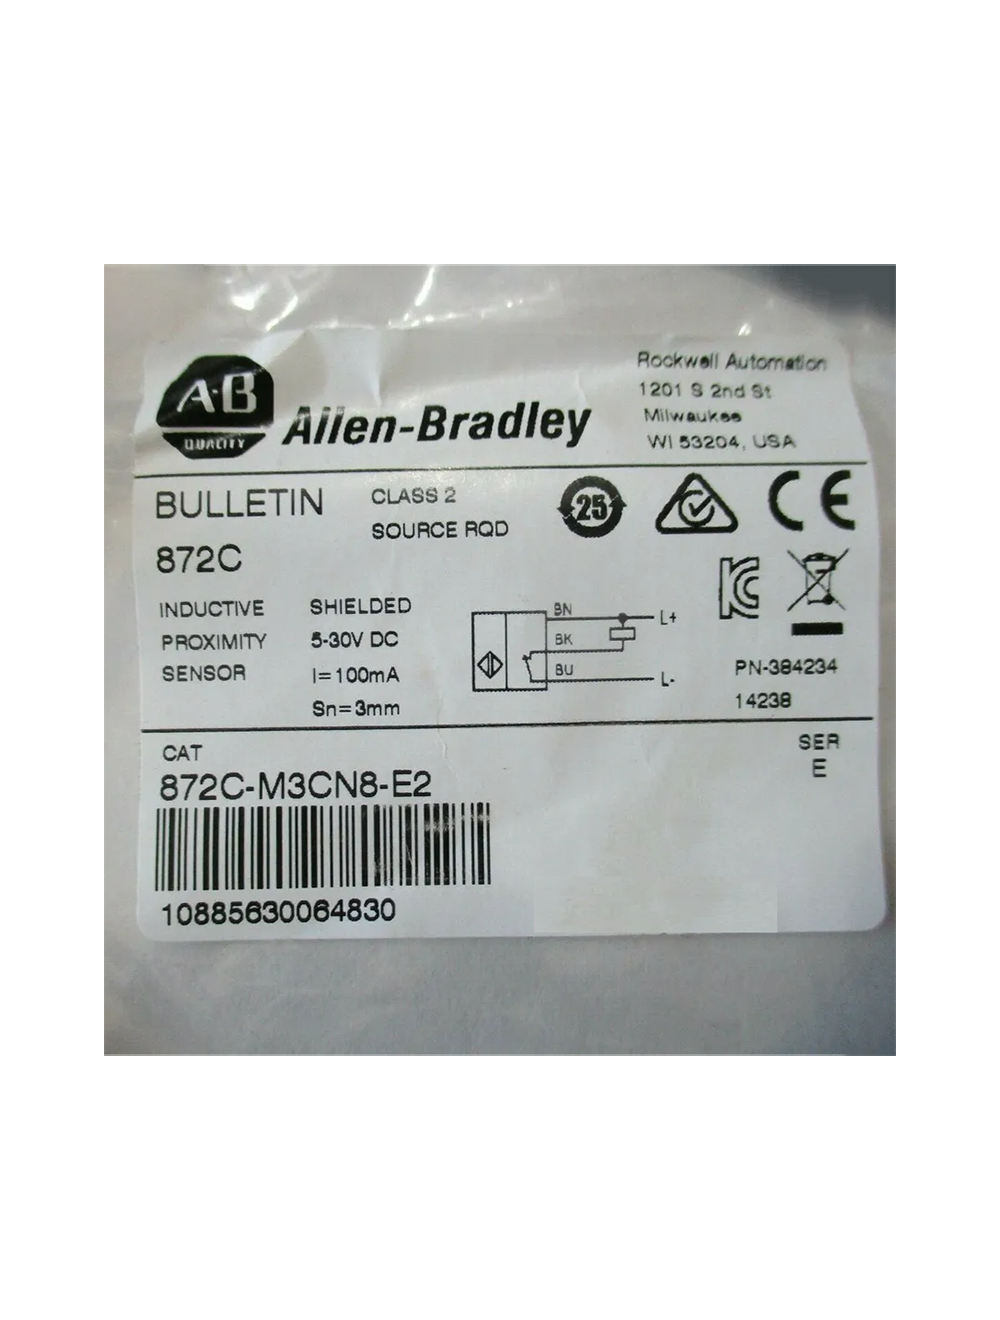 A-B
QUALITY
Allen-Bradley
Rockwell Automation
1201 S 2nd St
Milwaukee
WI 53204, USA
BULLETIN
872C
CLASS 2
SOURCE RQD
25
CE
KC
INDUCTIVE
PROXIMITY
SENSOR
SHIELDED
5-30V DC
I=100mA
Sn=3mm
BN
BK
BU
L+
L-
PN-384234
14238
CAT
872C-M3CN8-E2
SER
E
10885630064830